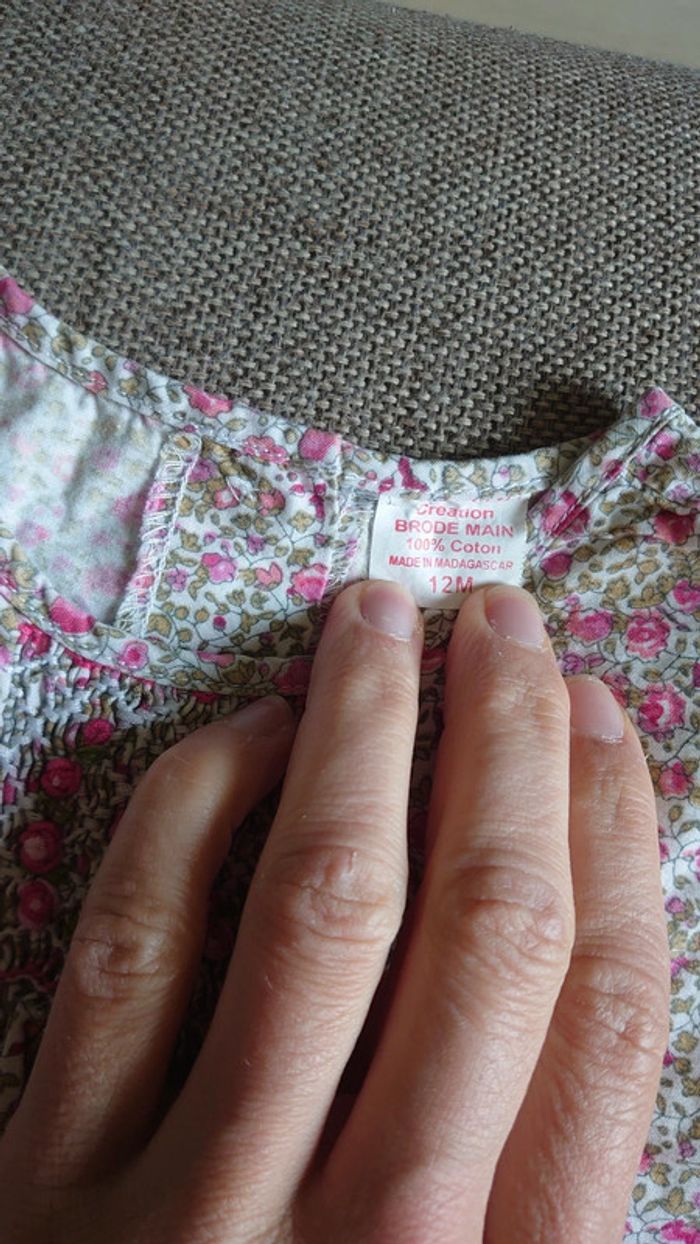 Creation
BRODE MAIN
100% Coton
MADE IN MADAGASCAR
12M